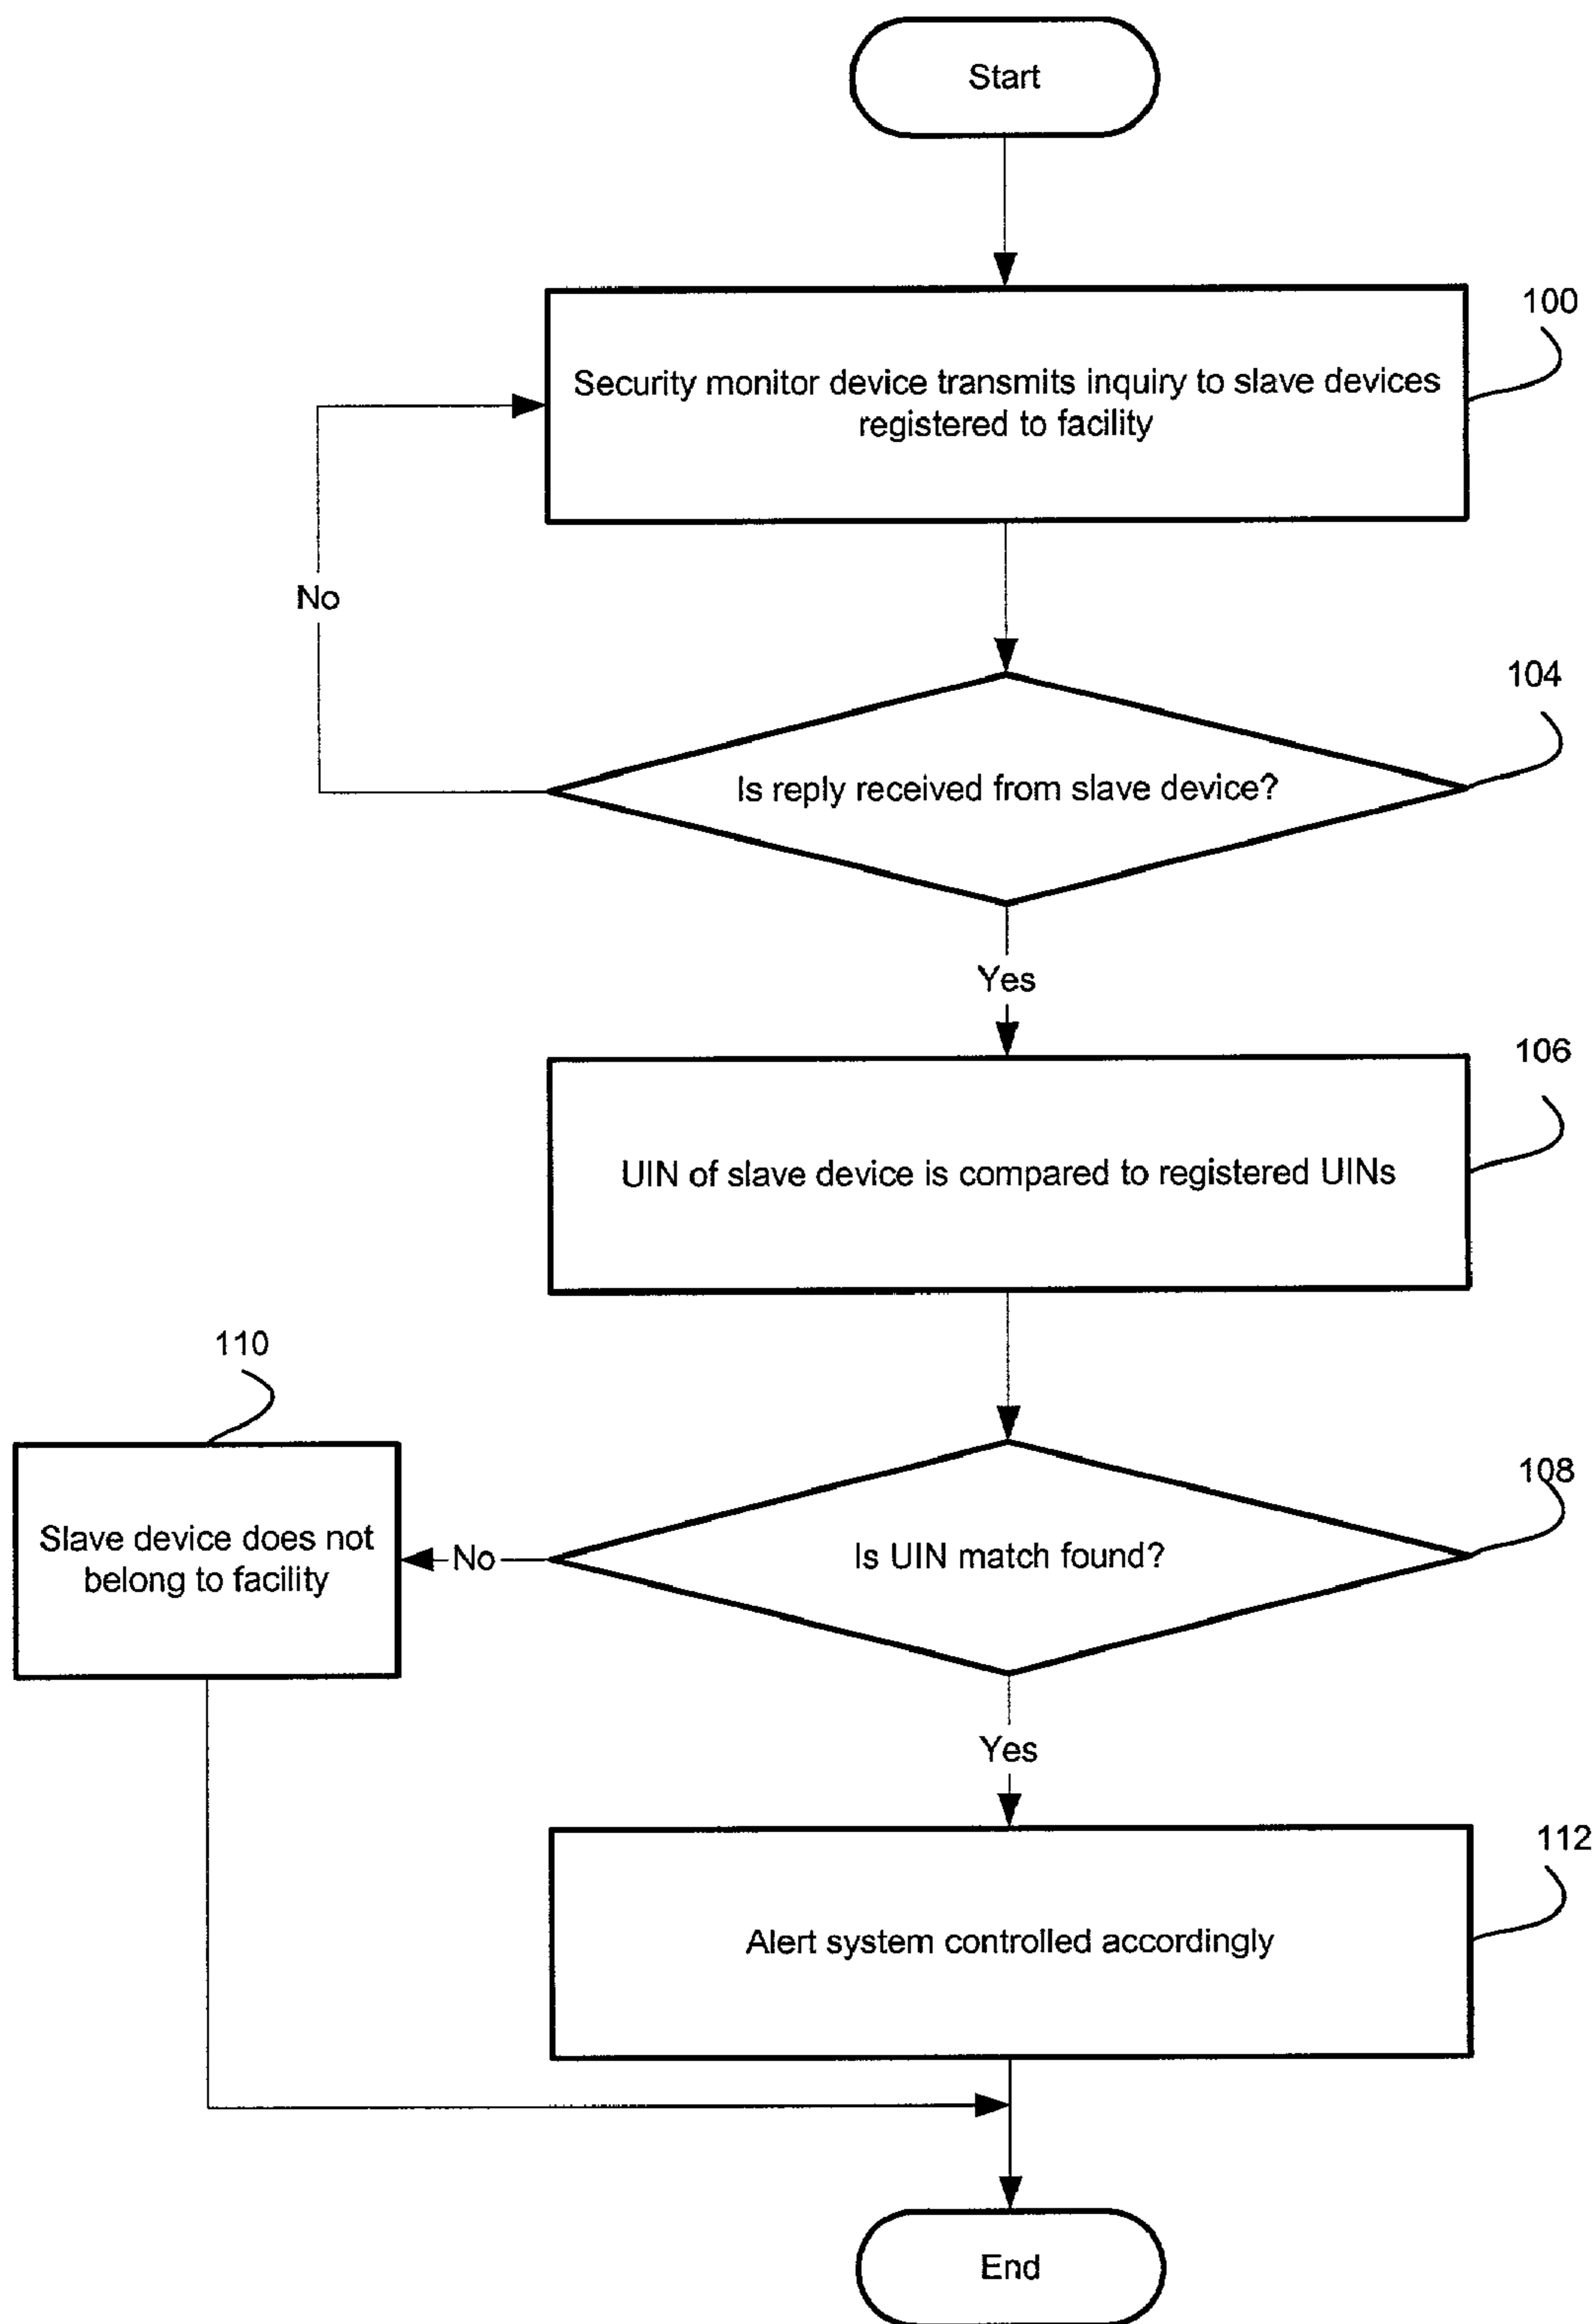 Start
100
Security monitor device transmits inquiry to slave devices
registered to facility
No
104
Is reply received from slave device?
Yes
106
UIN of slave device is compared to registered UINs
110
108
Slave device does not
belong to facility
No
Is UIN match found?
Yes
112
Alert system controlled accordingly
End